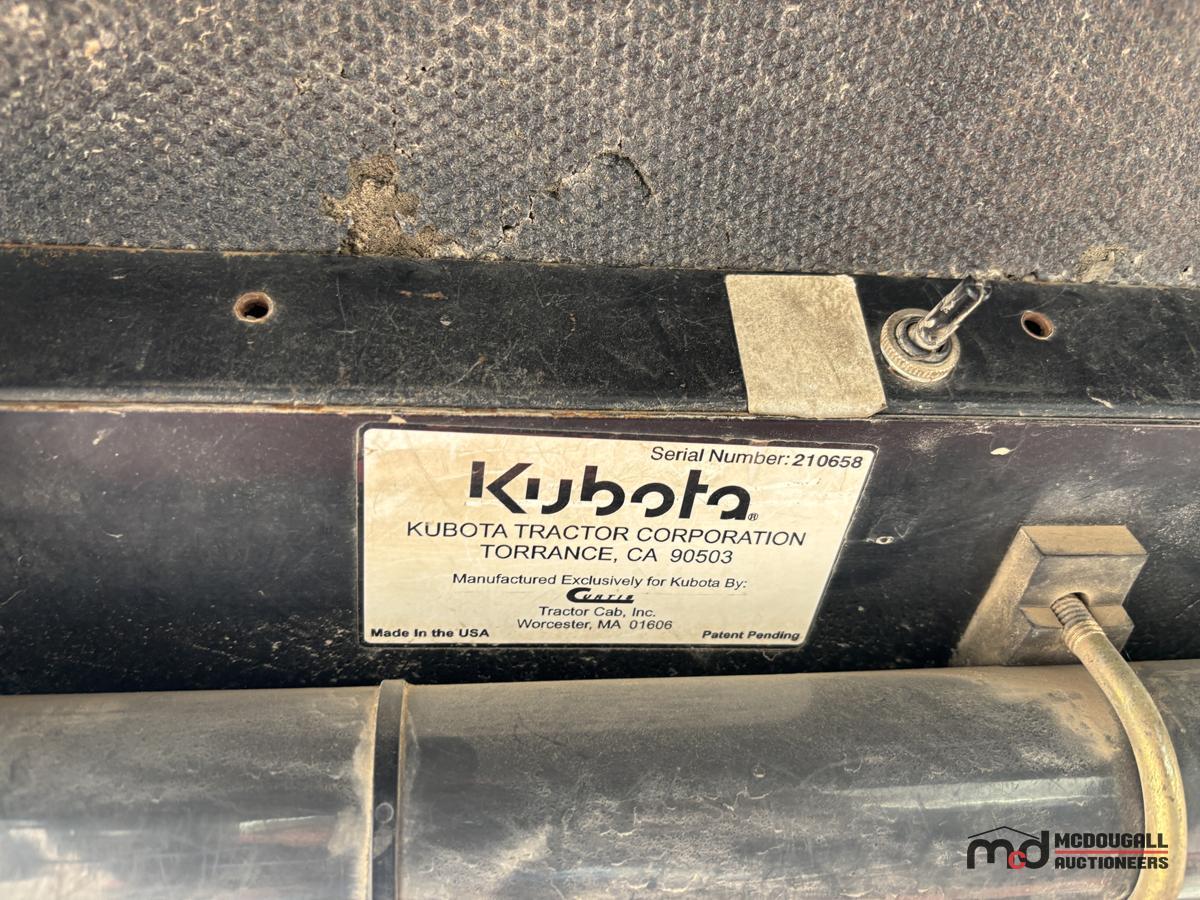 Serial Number: 210658
Kubota®
KUBOTA TRACTOR CORPORATION
TORRANCE, CA 90503
Manufactured Exclusively for Kubota By:
CURTIS
Tractor Cab, Inc.
Worcester, MA 01606
Made In the USA
Patent Pending
mcd MCDOUGALL
AUCTIONEERS